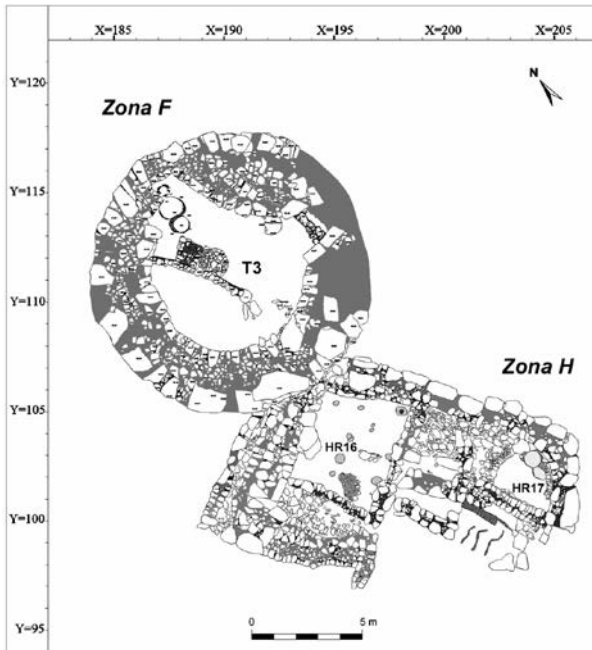 X=185 X=190 X=195 X=200 X=205
Y=120
N
Zona F
Y=115
T3
Y=110
Zona H
Y=105
HR16
HR17
Y=100
0 5 m
Y=95